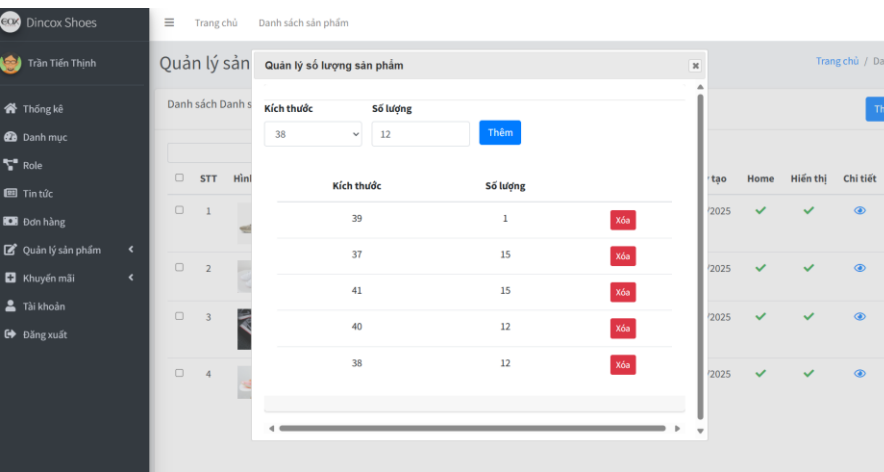 Dincox Shoes
Trang chủ Danh sách sản phẩm
Trần Tiến Thịnh
Quản lý sản
Trang chủ / Da
Quản lý số lượng sản phẩm
Thống kê
Danh mục
Role
Tin tức
Đơn hàng
Quản lý sản phẩm
Khuyến mãi
Tài khoản
Đăng xuất
Danh sách Danh s
Th
Kích thước Số lượng
38 12 Thêm
STT Hìnl
tạo Home Hiển thị Chi tiết
Kích thước Số lượng
39 1 Xóa
37 15 Xóa
41 15 Xóa
40 12 Xóa
38 12 Xóa
1 /2025
2 /2025
3 /2025
4 /2025